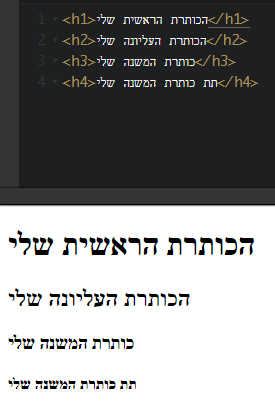 1 <h1>הכותרת הראשית שלי</h1>
2 <h2>הכותרת העליונה שלי</h2>
3 <h3>כותרת המשנה שלי</h3>
4 <h4>תת כותרת המשנה שלי</h4>
הכותרת הראשית שלי
הכותרת העליונה שלי
כותרת המשנה שלי
תת כותרת המשנה שלי